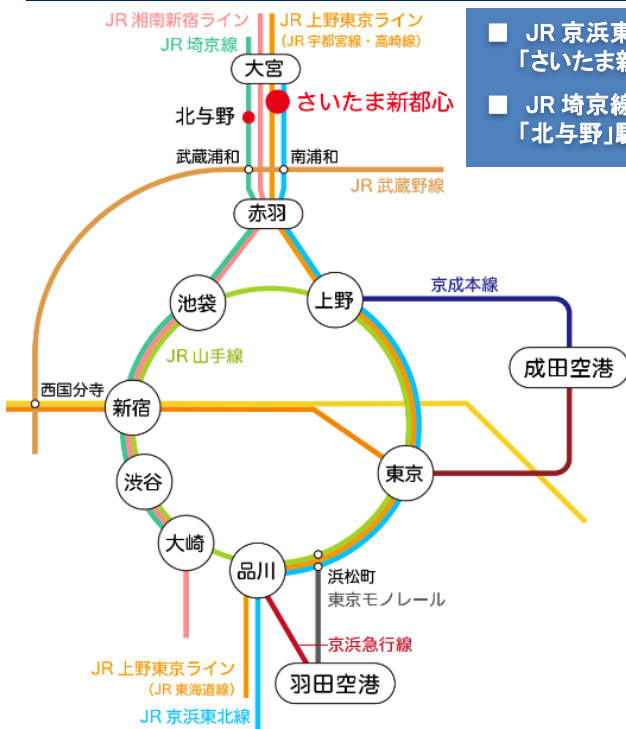 JR 湘南新宿ライン
JR 上野東京ライン
(JR 宇都宮線・高崎線)
JR 埼京線
大宮
■ JR 京浜東
「さいたま新
■ JR 埼京線
「北与野」駅
さいたま新都心
北与野
武蔵浦和
南浦和
JR 武蔵野線
赤羽
池袋
上野
京成本線
JR 山手線
成田空港
西国分寺
新宿
東京
渋谷
大崎
品川
浜松町
東京モノレール
京浜急行線
JR 上野東京ライン
(JR 東海道線)
羽田空港
JR 京浜東北線